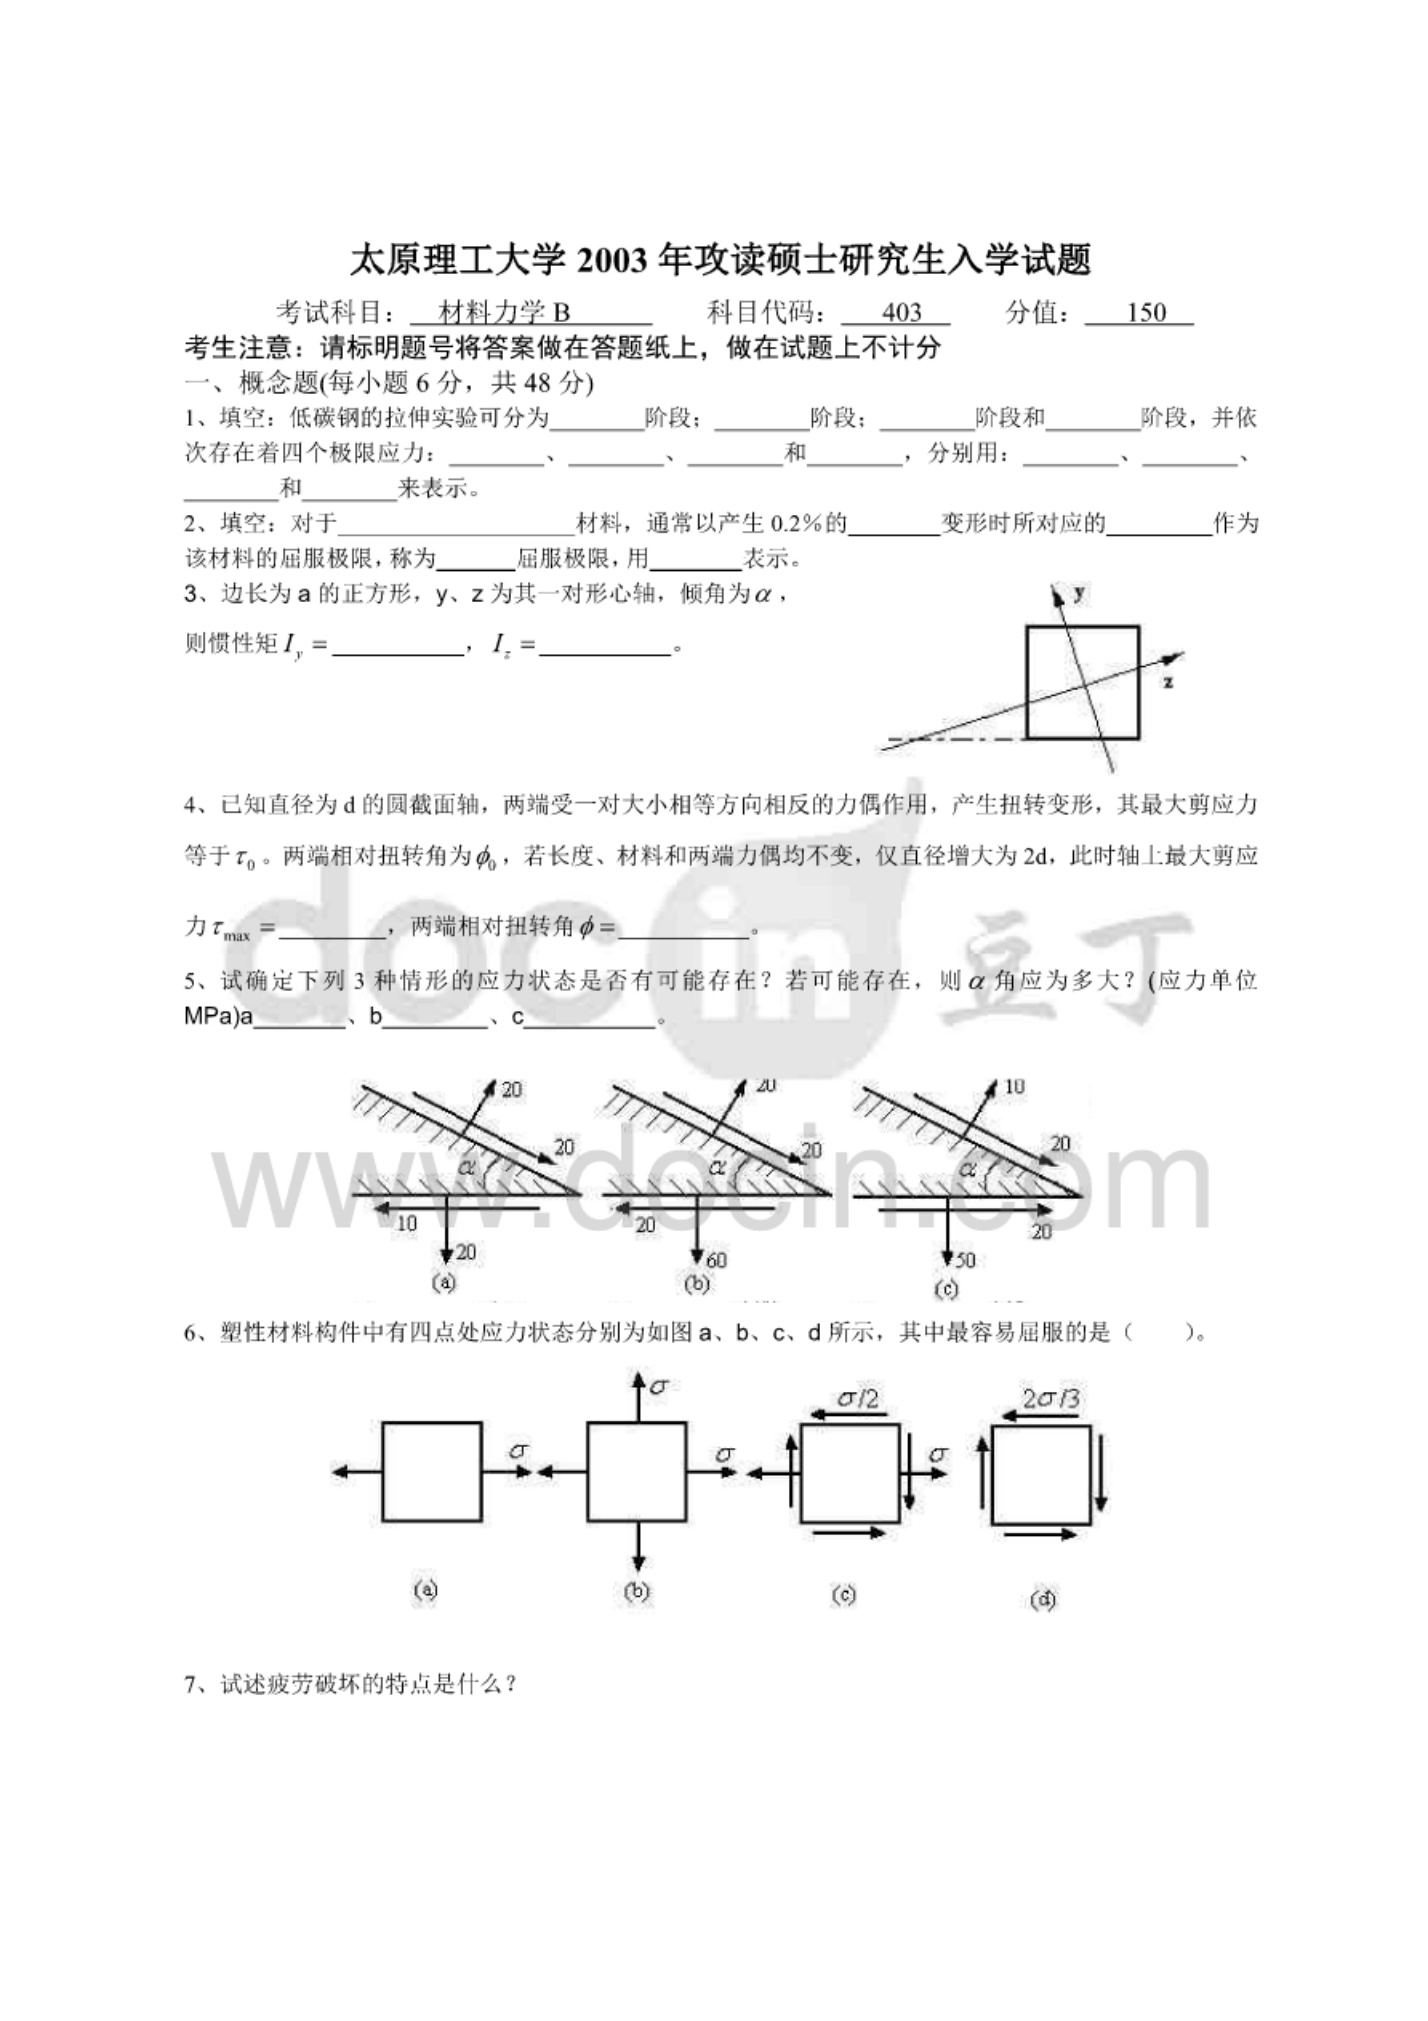 太原理工大学 2003 年攻读硕士研究生入学试题
考试科目： 材料力学 B 科目代码： 403 分值： 150
考生注意：请标明题号将答案做在答题纸上，做在试题上不计分
一、概念题(每小题 6 分，共 48 分)
1、填空：低碳钢的拉伸实验可分为________阶段；________阶段；________阶段和________阶段，并依
次存在着四个极限应力：________、________、________和________，分别用：________、________、
________和________来表示。
2、填空：对于____________________材料，通常以产生 0.2%的________变形时所对应的_________作为
该材料的屈服极限，称为_______屈服极限，用________表示。
3、边长为 a 的正方形，y、z 为其一对形心轴，倾角为 α，
则惯性矩 I_y = __________， I_z = __________。
y
z
4、已知直径为 d 的圆截面轴，两端受一对大小相等方向相反的力偶作用，产生扭转变形，其最大剪应力
等于 τ_0 。两端相对扭转角为 ϕ_0，若长度、材料和两端力偶均不变，仅直径增大为 2d，此时轴上最大剪应
力 τ_max = ________，两端相对扭转角 ϕ = __________。
5、试确定下列 3 种情形的应力状态是否有可能存在？若可能存在，则 α 角应为多大？(应力单位
MPa)a_______、b________、c__________。
20 20 α 10 20 (a)
20 20 α 20 60 (b)
10 20 α 20 50 (c)
6、塑性材料构件中有四点处应力状态分别为如图 a、b、c、d 所示，其中最容易屈服的是（ ）。
σ (a)
σ σ (b)
σ/2 σ (c)
2σ/3 (d)
7、试述疲劳破坏的特点是什么？
docin 豆丁
www.docin.com